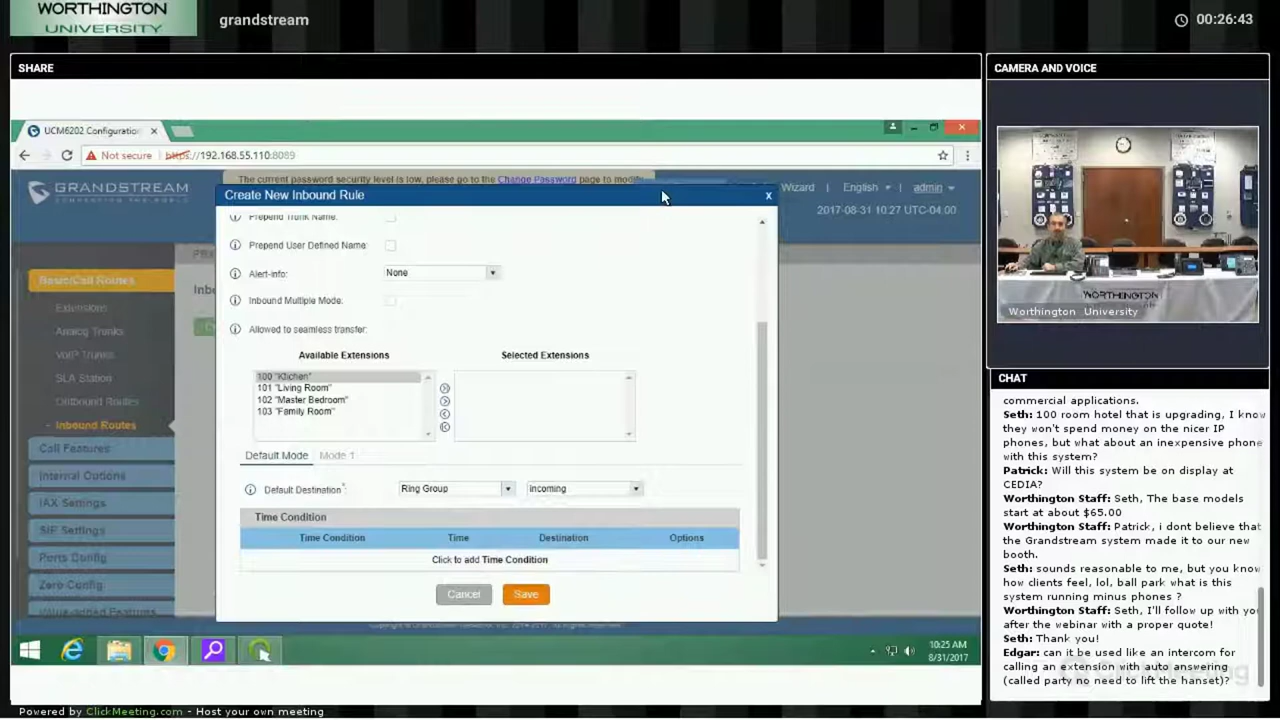 WORTHINGTON
UNIVERSITY
grandstream
00:26:43
SHARE
UCM6202 Configuration
Not secure https://192.168.55.110:8089
GRANDSTREAM
The current password security level is low, please go to the Change Password page to modify
Wizard | English | admin
2017-08-31 10:27 UTC-04:00
Create New Inbound Rule x
Prepend Trunk Name:
Prepend User Defined Name:
Alert-info: None
Inbound Multiple Mode:
Allowed to seamless transfer:
Available Extensions Selected Extensions
100 "Kitchen"
101 "Living Room"
102 "Master Bedroom"
103 "Family Room"
Default Mode Mode 1
Default Destination*: Ring Group incoming
Time Condition
Time Condition Time Destination Options
Click to add Time Condition
Cancel Save
Basic/Call Routes
Extensions
Analog Trunks
VoIP Trunks
SLA Station
Outbound Routes
- Inbound Routes
Call Features
Internal Options
IAX Settings
SIP Settings
Ports Config
Zero Config
Value-added Features
10:25 AM
8/31/2017
CAMERA AND VOICE
WORTHINGTON
Worthington University
CHAT
commercial applications.
Seth: 100 room hotel that is upgrading, I know
they won't spend money on the nicer IP
phones, but what about an inexpensive phone
with this system?
Patrick: Will this system be on display at
CEDIA?
Worthington Staff: Seth, The base models
start at about $65.00
Worthington Staff: Patrick, i dont believe that
the Grandstream system made it to our new
booth.
Seth: sounds reasonable to me, but you know
how clients feel, lol, ball park what is this
system running minus phones ?
Worthington Staff: Seth, I'll follow up with you
after the webinar with a proper quote!
Seth: Thank you!
Edgar: can it be used like an intercom for
calling an extension with auto answering
(called party no need to lift the hanset)?
Powered by ClickMeeting.com - Host your own meeting